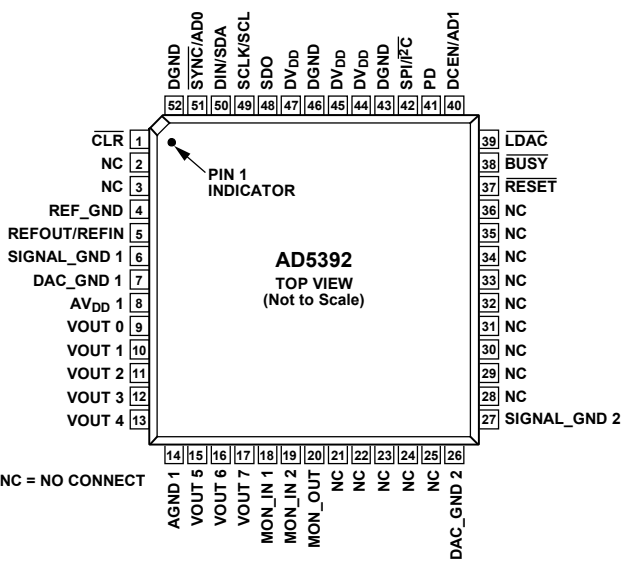 DGND
SYNC/AD0
DIN/SDA
SCLK/SCL
SDO
DVDD
DGND
DVDD
DVDD
DGND
SPI/I2C
PD
DCEN/AD1
52 51 50 49 48 47 46 45 44 43 42 41 40
CLR 1
NC 2
NC 3
REF_GND 4
REFOUT/REFIN 5
SIGNAL_GND 1 6
DAC_GND 1 7
AVDD 1 8
VOUT 0 9
VOUT 1 10
VOUT 2 11
VOUT 3 12
VOUT 4 13
PIN 1
INDICATOR
AD5392
TOP VIEW
(Not to Scale)
39 LDAC
38 BUSY
37 RESET
36 NC
35 NC
34 NC
33 NC
32 NC
31 NC
30 NC
29 NC
28 NC
27 SIGNAL_GND 2
14 15 16 17 18 19 20 21 22 23 24 25 26
AGND 1
VOUT 5
VOUT 6
VOUT 7
MON_IN 1
MON_IN 2
MON_OUT
NC
NC
NC
NC
NC
DAC_GND 2
NC = NO CONNECT